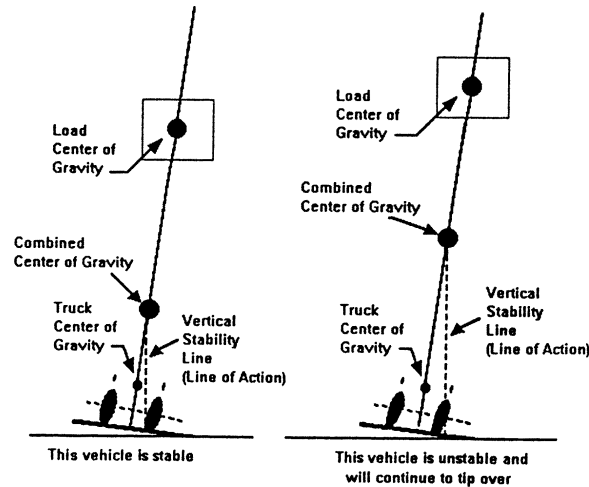 Load
Center of
Gravity
Combined
Center of Gravity
Truck
Center of
Gravity
Vertical
Stability
Line
(Line of Action)
This vehicle is stable
Load
Center of
Gravity
Combined
Center of Gravity
Truck
Center of
Gravity
Vertical
Stability
Line
(Line of Action)
This vehicle is unstable and
will continue to tip over